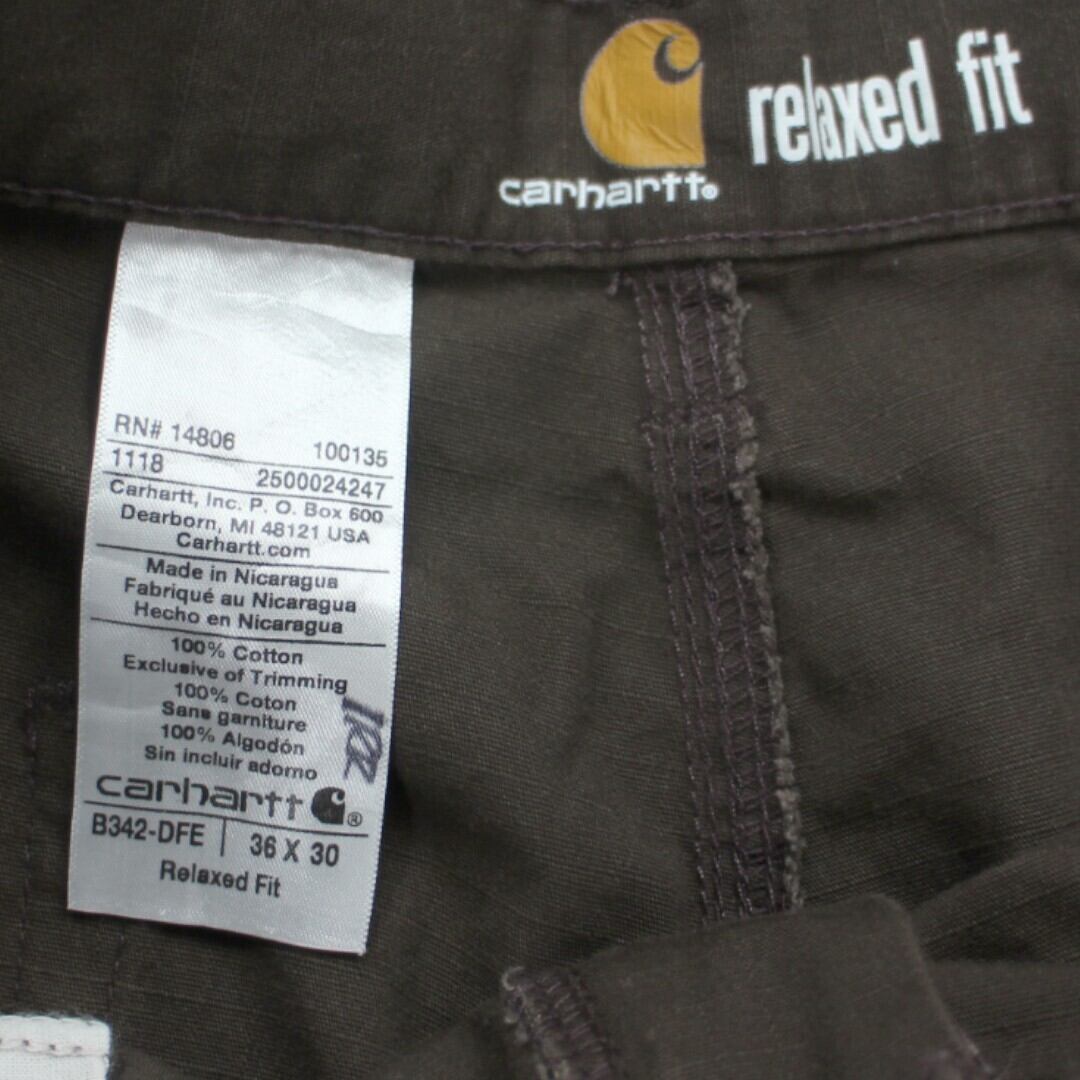 carhartt®
relaxed fit
RN# 14806 100135
1118 2500024247
Carhartt, Inc. P. O. Box 600
Dearborn, MI 48121 USA
Carhartt.com
Made in Nicaragua
Fabriqué au Nicaragua
Hecho en Nicaragua
100% Cotton
Exclusive of Trimming
100% Coton
Sans garniture
100% Algodón
Sin incluir adorno
carhartt ®
B342-DFE | 36 X 30
Relaxed Fit